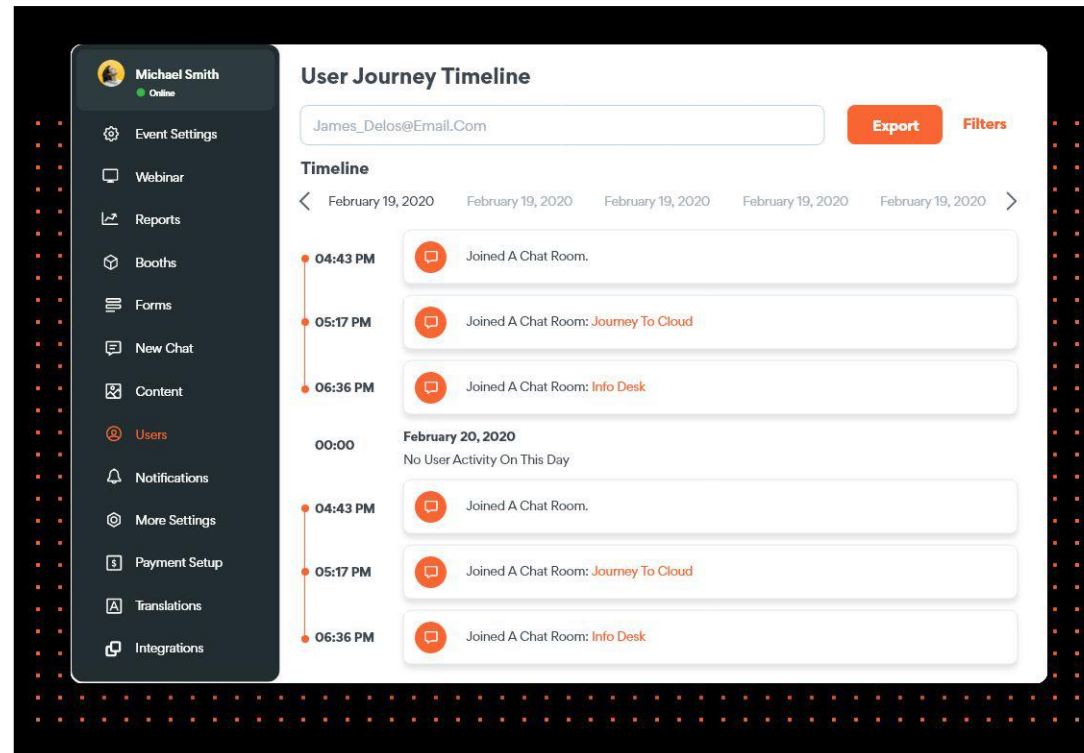 Michael Smith
Online
Event Settings
Webinar
Reports
Booths
Forms
New Chat
Content
Users
Notifications
More Settings
Payment Setup
Translations
Integrations
User Journey Timeline
James_Delos@Email.Com
Export
Filters
Timeline
February 19, 2020 February 19, 2020 February 19, 2020 February 19, 2020 February 19, 2020
04:43 PM Joined A Chat Room.
05:17 PM Joined A Chat Room: Journey To Cloud
06:36 PM Joined A Chat Room: Info Desk
00:00 February 20, 2020
No User Activity On This Day
04:43 PM Joined A Chat Room.
05:17 PM Joined A Chat Room: Journey To Cloud
06:36 PM Joined A Chat Room: Info Desk